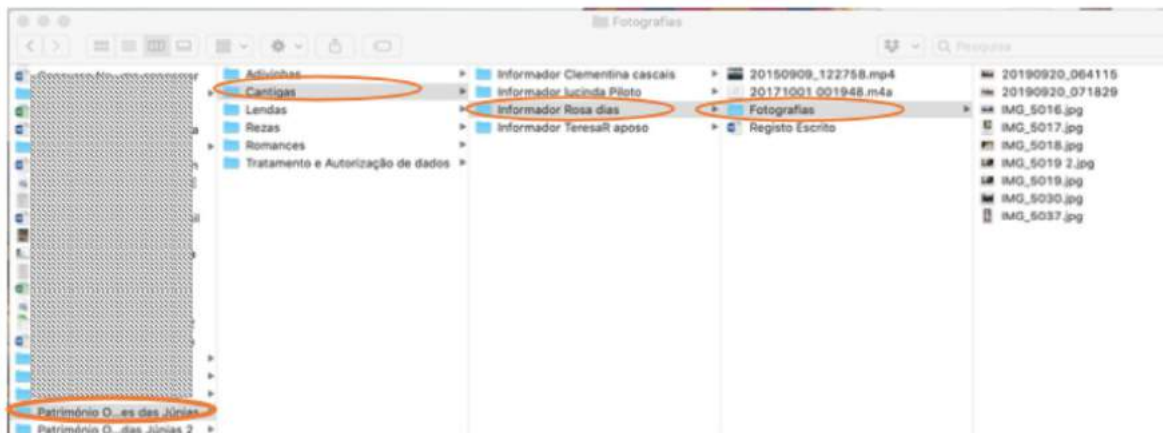 Fotografias
Pesquisa
Adivinhas
Cantigas
Lendas
Rezas
Romances
Tratamento e Autorização de dados
Informador Clementina cascais
Informador lucinda Piloto
Informador Rosa dias
Informador TeresaR aposo
20150909_122758.mp4
20171001 001948.m4a
Fotografias
Registo Escrito
20190920_064115
20190920_071829
IMG_5016.jpg
IMG_5017.jpg
IMG_5018.jpg
IMG_5019 2.jpg
IMG_5019.jpg
IMG_5030.jpg
IMG_5037.jpg
Património O...es das Júnias
Património O...das Júnias 2